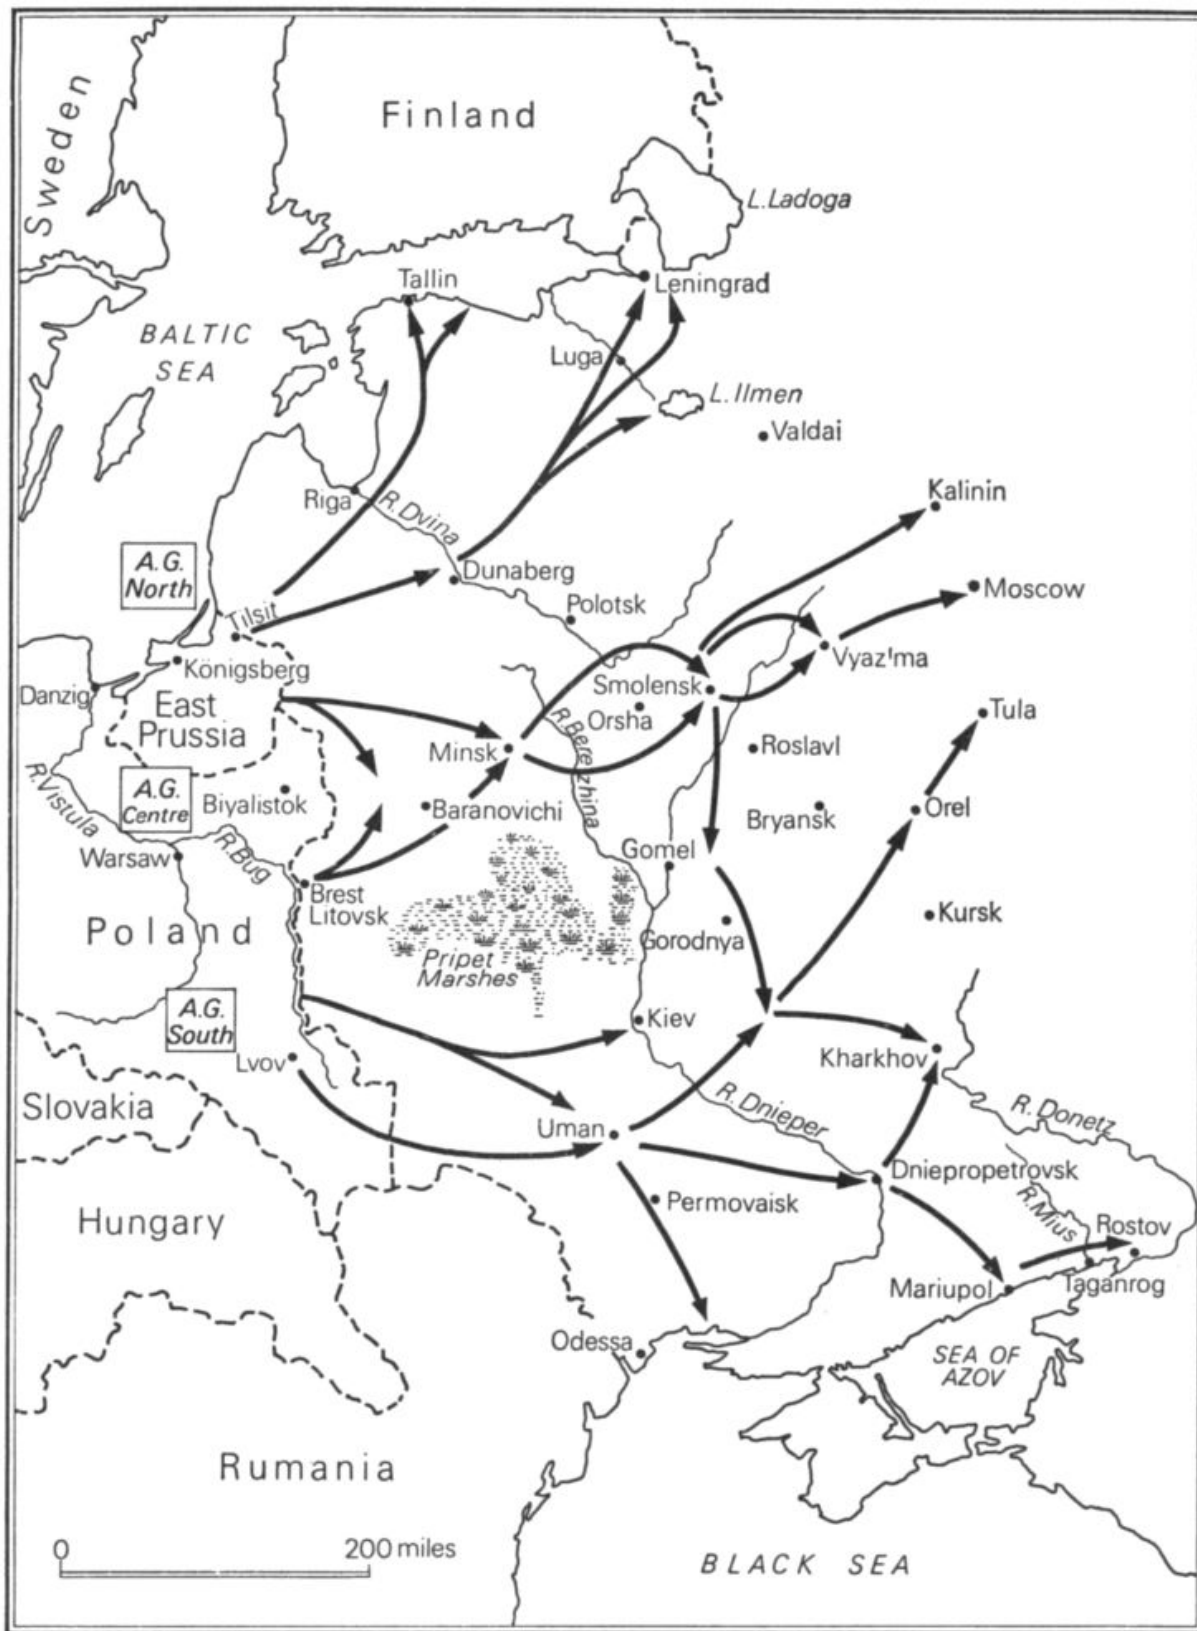 Sweden
Finland
L.Ladoga
Leningrad
Tallin
BALTIC
SEA
Luga
L.Ilmen
Valdai
Kalinin
Riga
R.Dvina
A.G.
North
Dunaberg
Moscow
Polotsk
Tilsit
Vyaz'ma
Königsberg
Danzig
East
Prussia
Smolensk
Orsha
Tula
R.Berezhina
Minsk
Roslavl
R.Vistula
A.G.
Centre
Biyalistok
Baranovichi
Bryansk
Orel
Warsaw
R.Bug
Gomel
Brest
Litovsk
Kursk
Poland
Gorodnya
Pripet
Marshes
A.G.
South
Kiev
Lvov
Kharkhov
Slovakia
R.Dnieper
R.Donetz
Uman
Dniepropetrovsk
Permovaisk
R.Mius
Hungary
Rostov
Mariupol
Taganrog
Odessa
SEA OF
AZOV
Rumania
0 200 miles
BLACK SEA